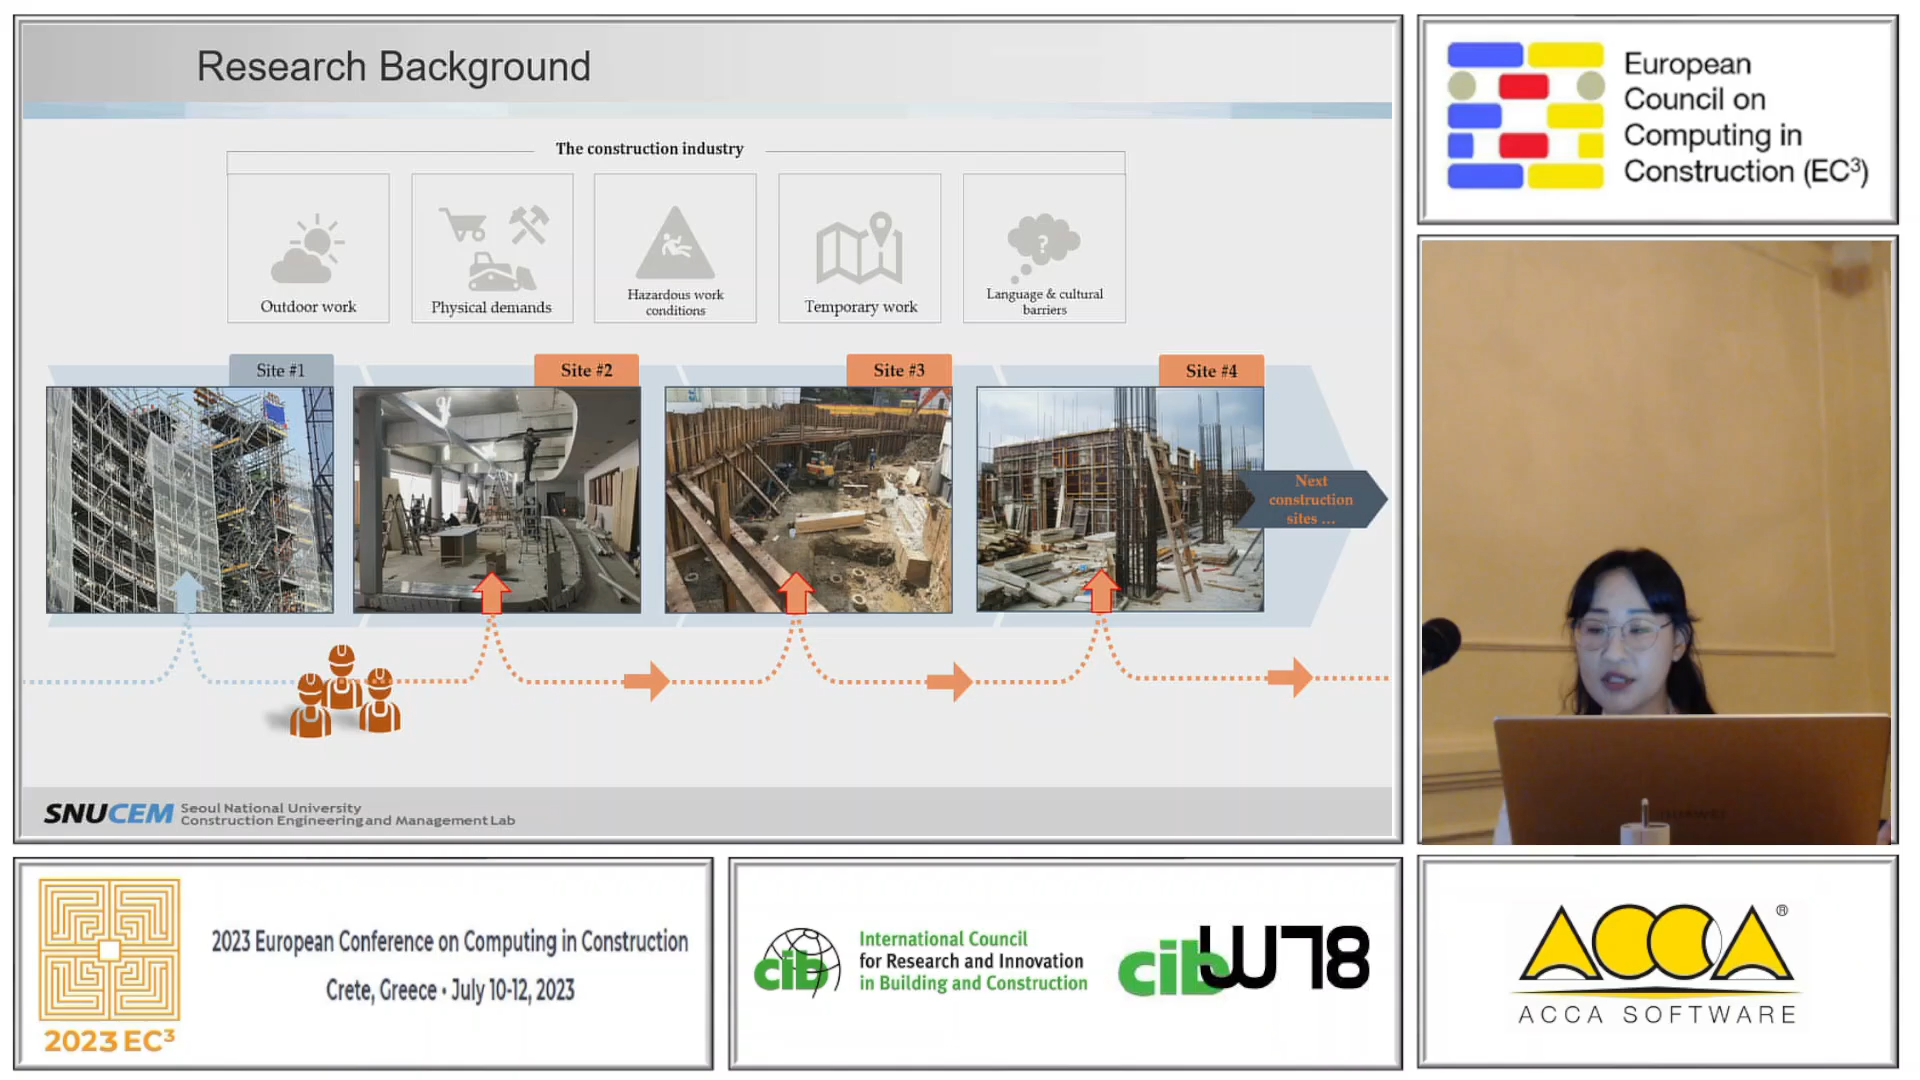 Research Background
The construction industry
Outdoor work
Physical demands
Hazardous work
conditions
Temporary work
?
Language & cultural
barriers
Site #1
Site #2
Site #3
Site #4
Next
construction
sites ...
SNUCEM
Seoul National University
Construction Engineering and Management Lab
European
Council on
Computing in
Construction (EC³)
HUAWEI
2023 EC³
2023 European Conference on Computing in Construction
Crete, Greece • July 10-12, 2023
cib
International Council
for Research and Innovation
in Building and Construction
cib W78
ACCA ®
ACCA SOFTWARE